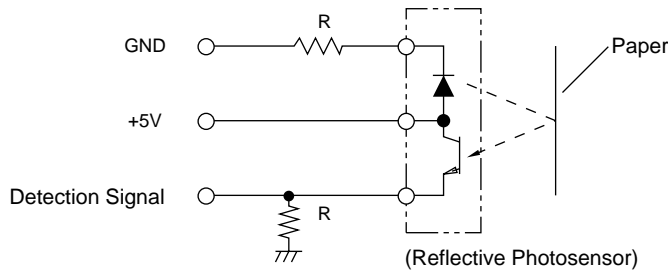 GND
R
Paper
+5V
Detection Signal
R
(Reflective Photosensor)